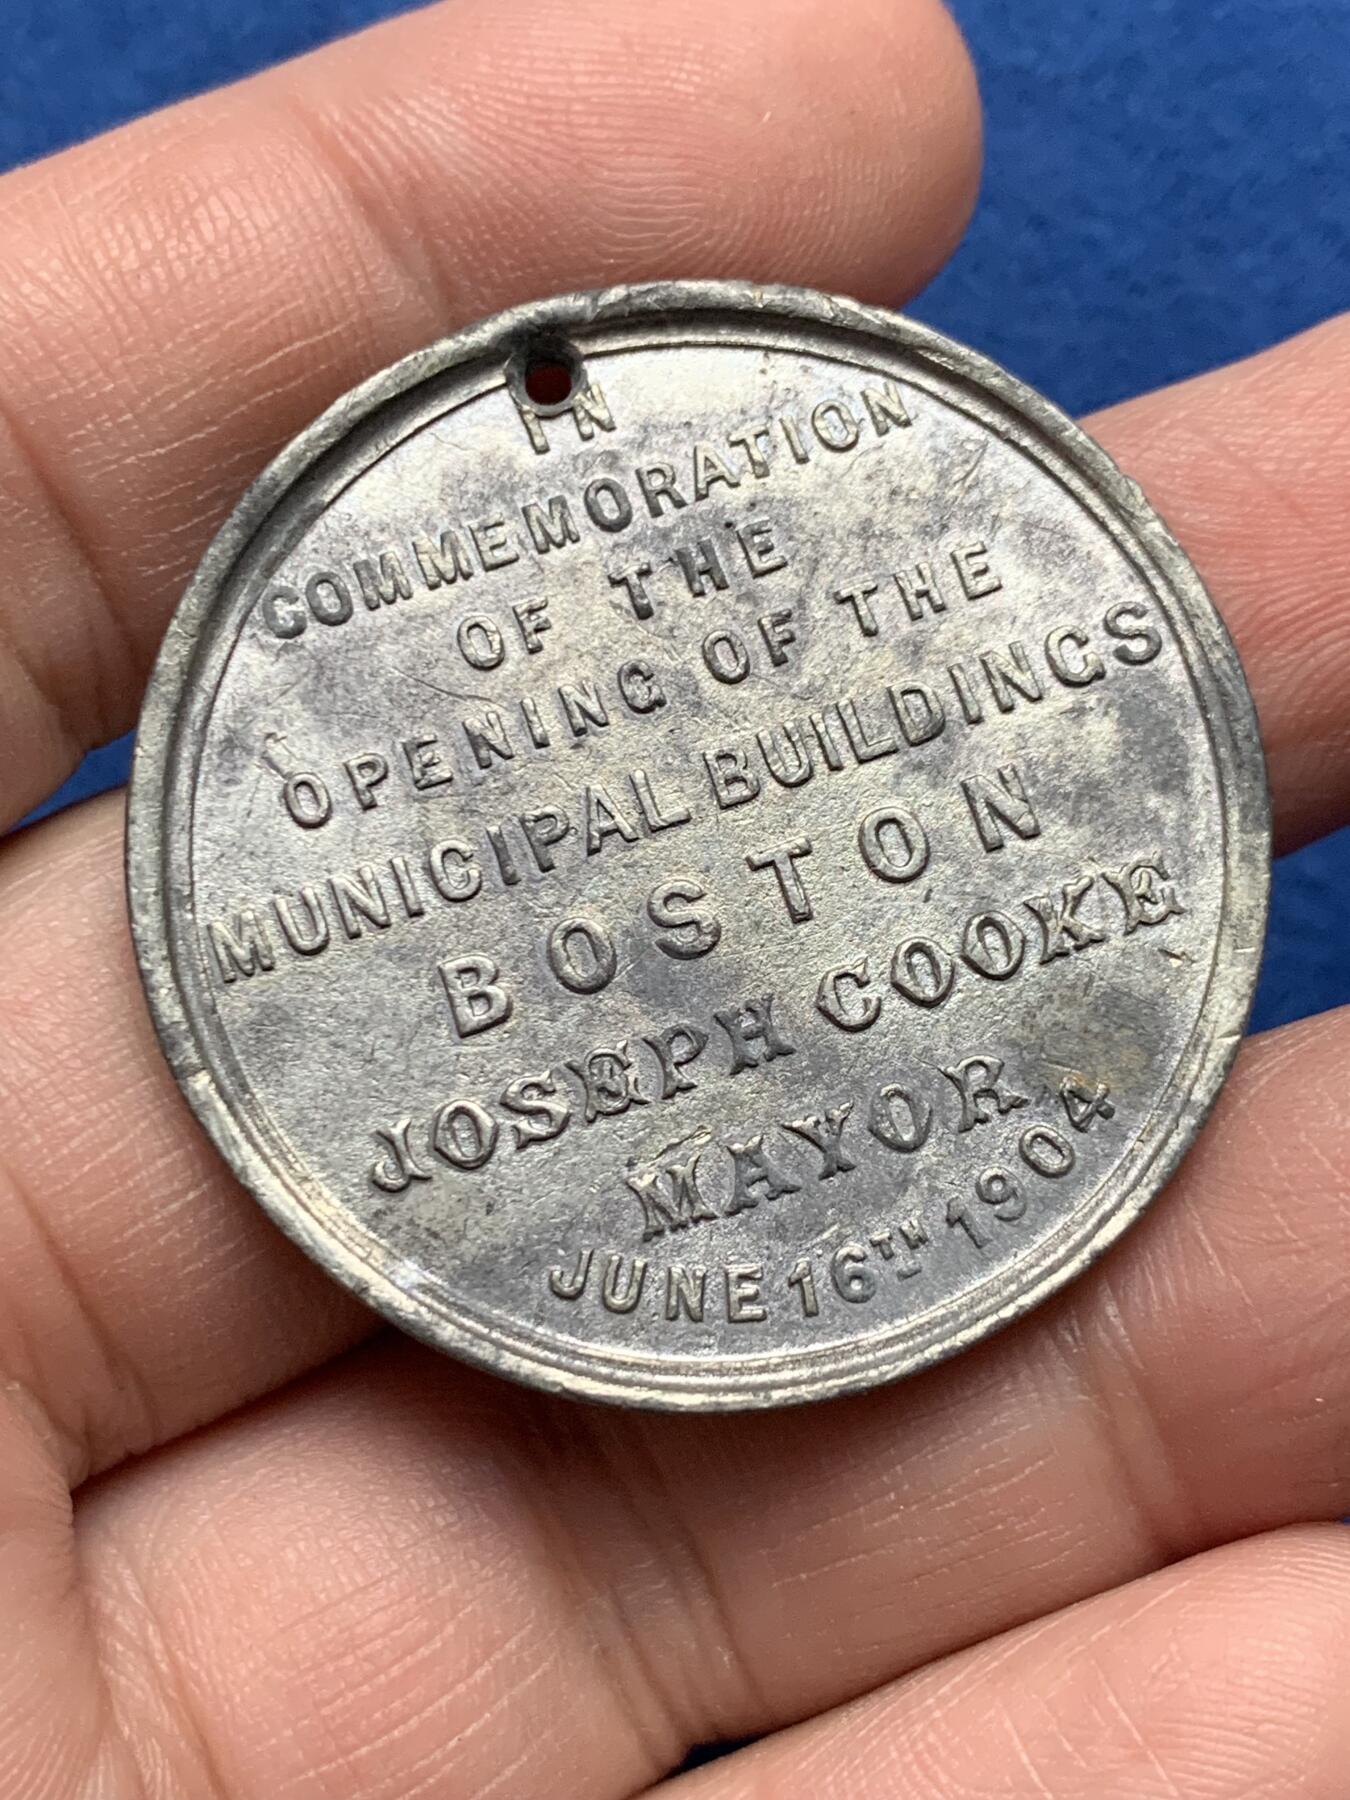 IN
COMMEMORATION
OF THE
OPENING OF THE
MUNICIPAL BUILDINGS
BOSTON
JOSEPH COOKE
MAYOR
JUNE 16TH 1904